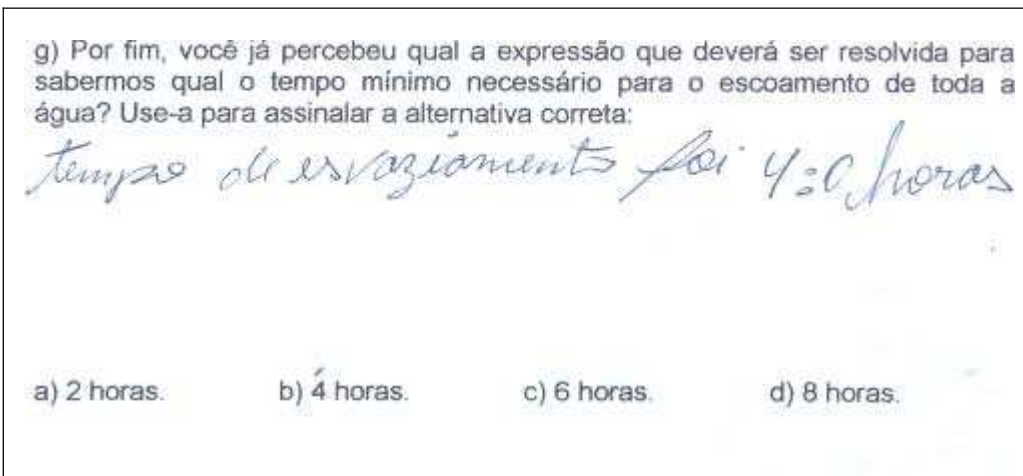 g) Por fim, você já percebeu qual a expressão que deverá ser resolvida para
sabermos qual o tempo mínimo necessário para o escoamento de toda a
água? Use-a para assinalar a alternativa correta:
tempo de esvaziamento foi 4:0 horas
a) 2 horas. b) 4 horas. c) 6 horas. d) 8 horas.